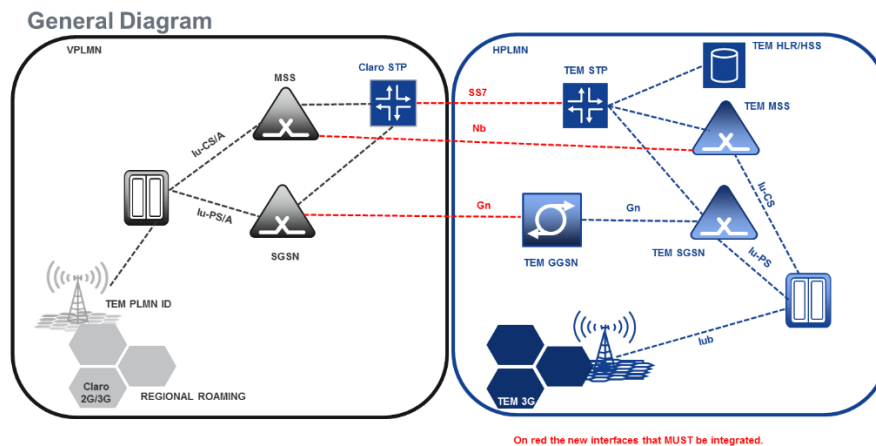 General Diagram
VPLMN
HPLMN
MSS
Claro STP
SS7
TEM STP
TEM HLR/HSS
TEM MSS
Nb
Iu-CS/A
Iu-PS/A
Iu-CS
Gn
Gn
SGSN
TEM GGSN
TEM SGSN
Iu-PS
TEM PLMN ID
Iub
Claro
2G/3G
REGIONAL ROAMING
TEM 3G
On red the new interfaces that MUST be integrated.